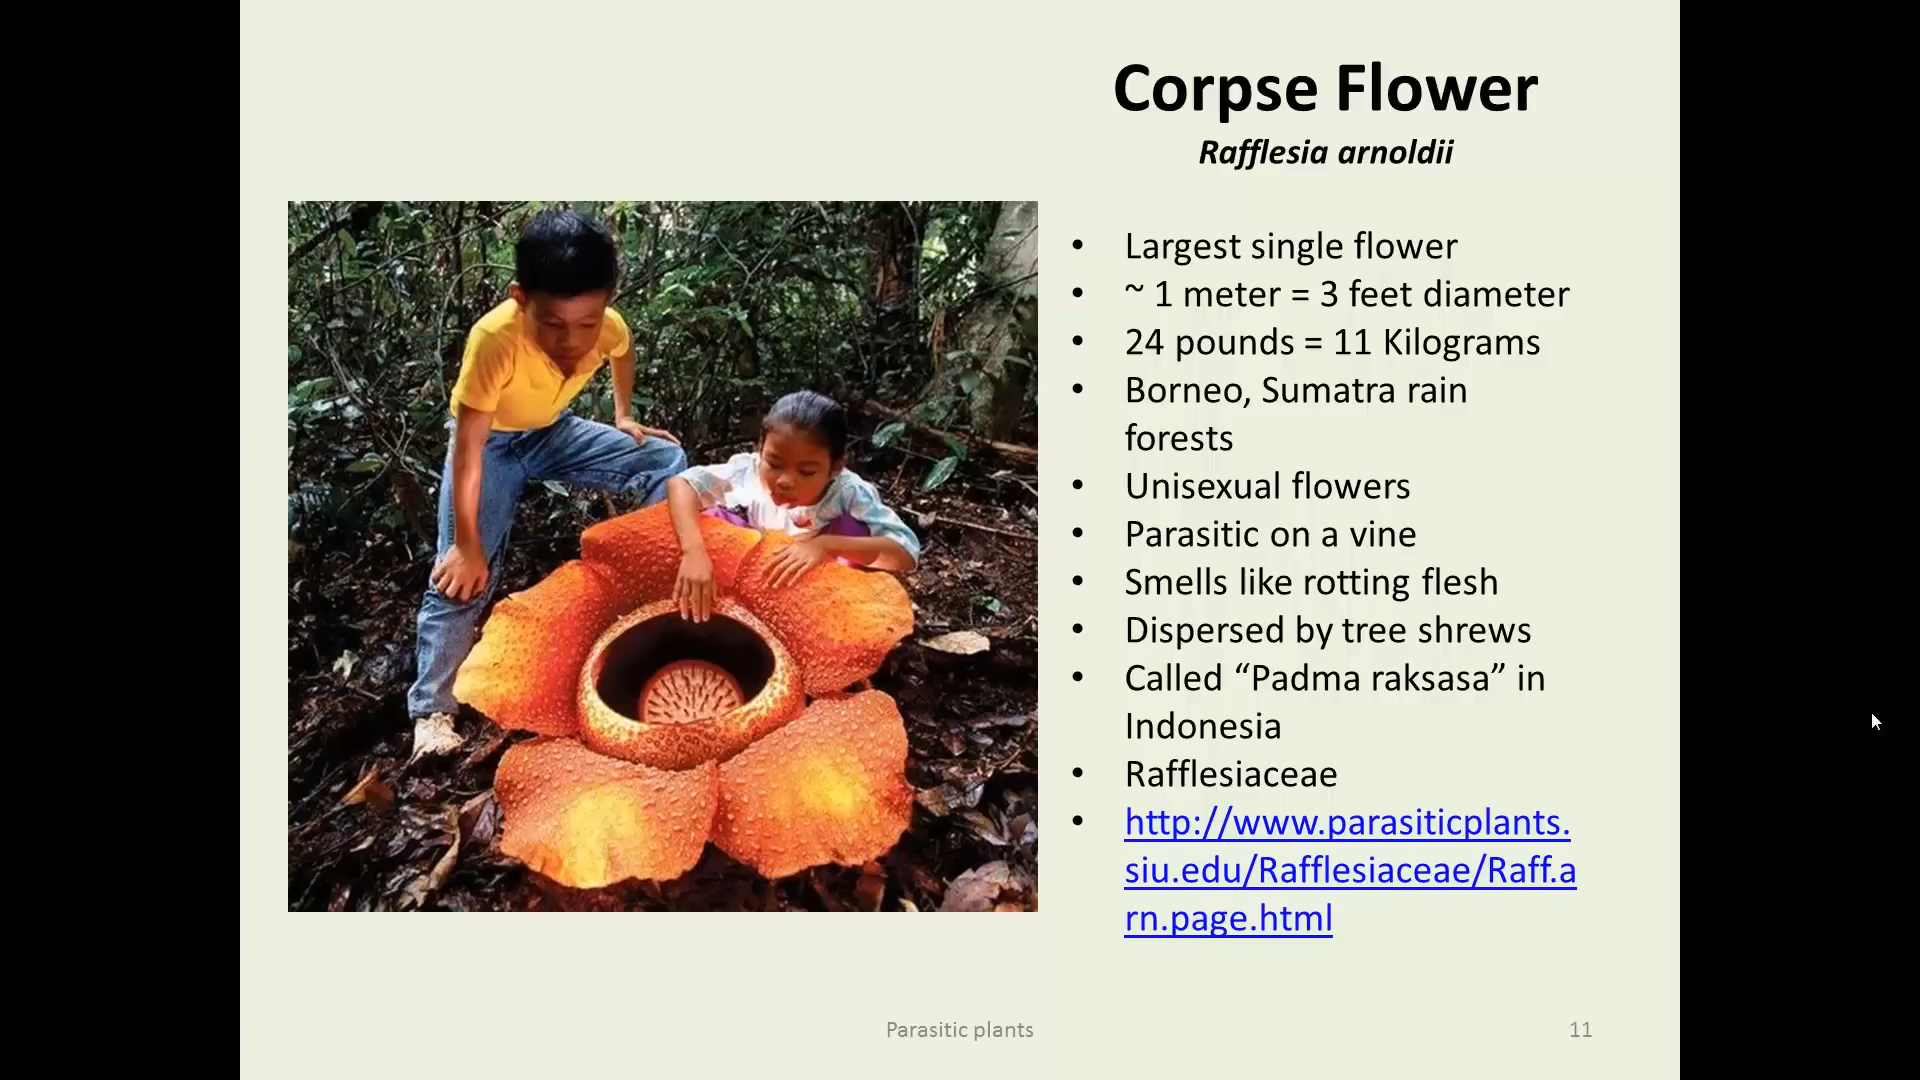 Corpse Flower
Rafflesia arnoldii
• Largest single flower
• ~ 1 meter = 3 feet diameter
• 24 pounds = 11 Kilograms
• Borneo, Sumatra rain
forests
• Unisexual flowers
• Parasitic on a vine
• Smells like rotting flesh
• Dispersed by tree shrews
• Called “Padma raksasa” in
Indonesia
• Rafflesiaceae
• http://www.parasiticplants.
siu.edu/Rafflesiaceae/Raff.a
rn.page.html
Parasitic plants
11